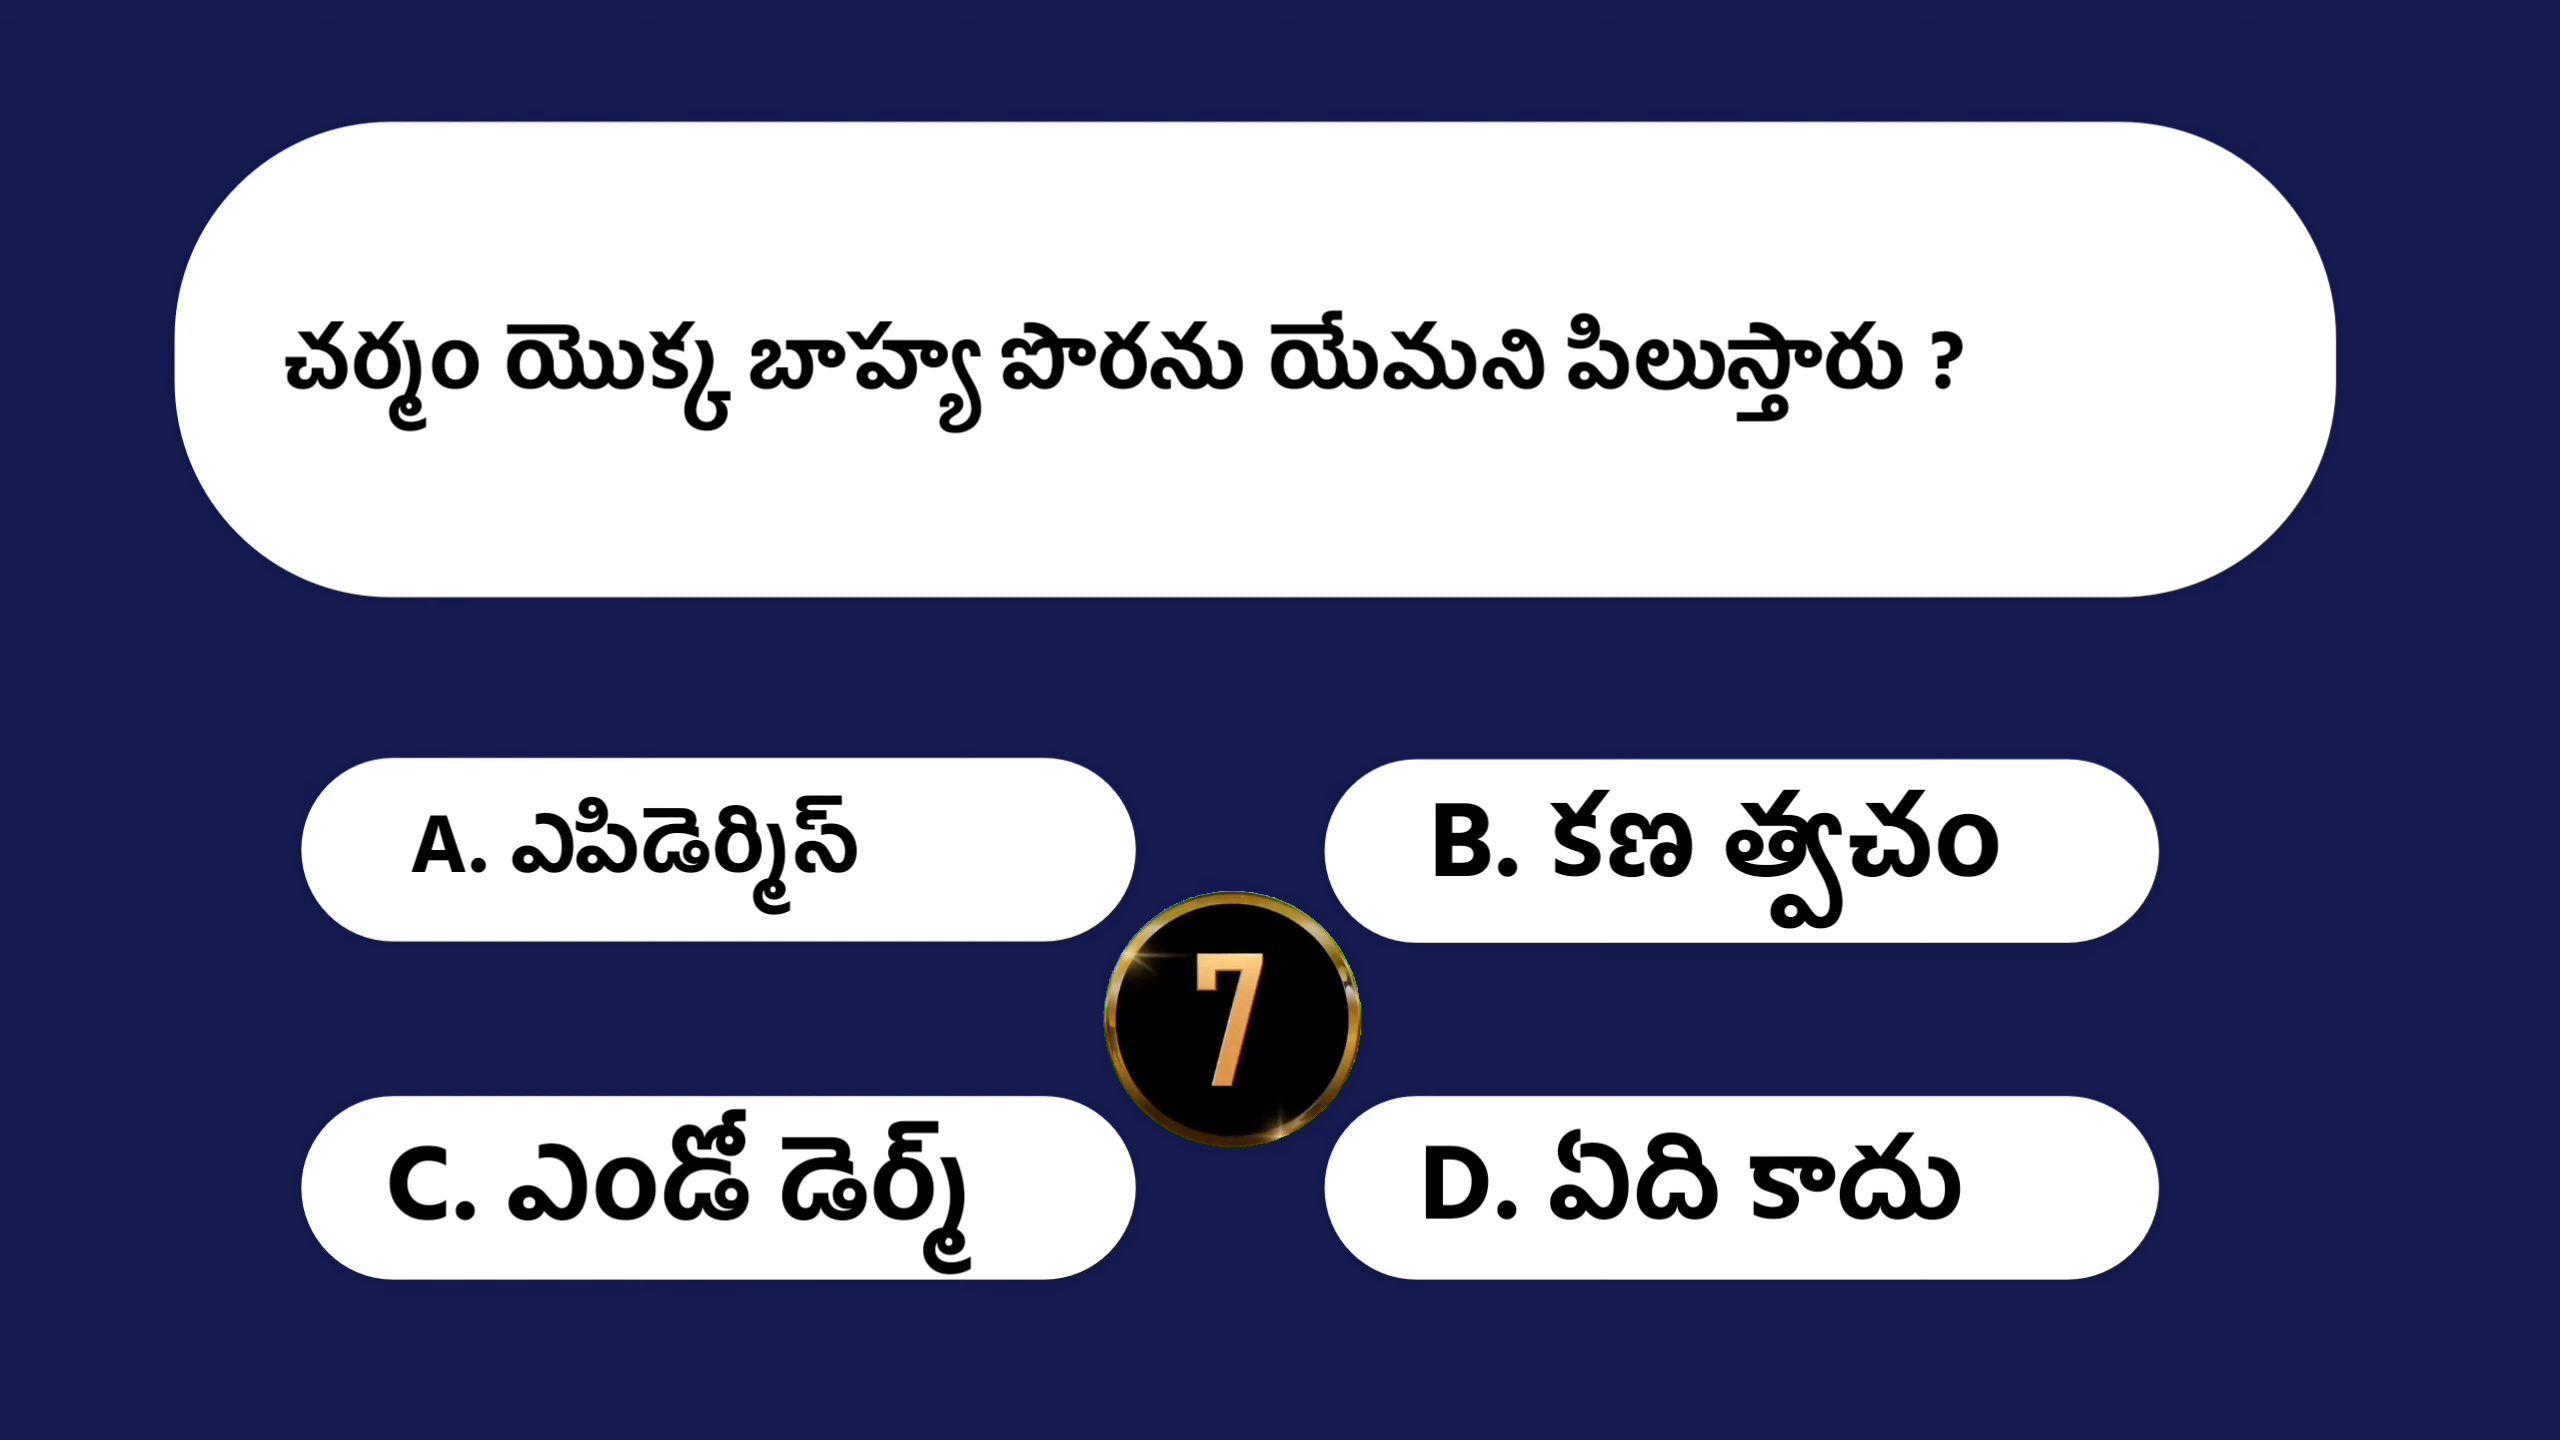 చర్మం యొక్క బాహ్య పొరను యేమని పిలుస్తారు ?
A. ఎపిడెర్మిస్
B. కణ త్వచం
7
C. ఎండో డెర్మ్
D. ఏది కాదు